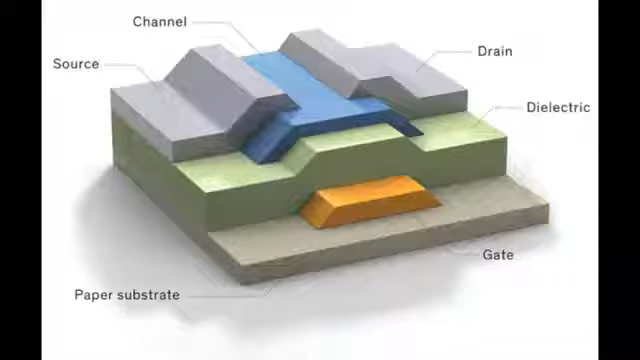 Channel
Source
Drain
Dielectric
Gate
Paper substrate